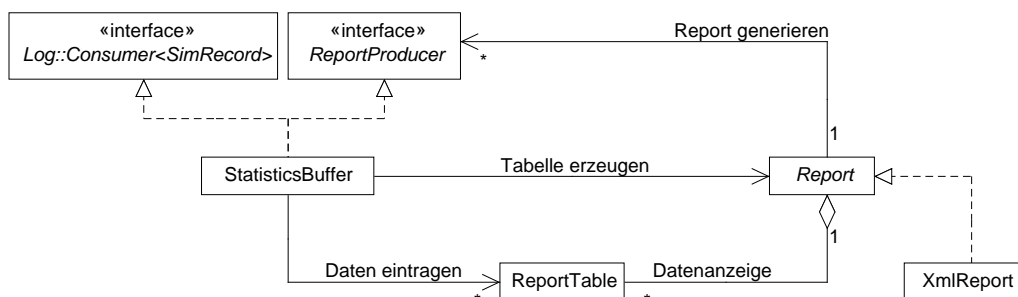 «interface»
Log::Consumer<SimRecord>
«interface»
ReportProducer
Report generieren
*
1
StatisticsBuffer
Tabelle erzeugen
Report
1
Daten eintragen
*
ReportTable
Datenanzeige
*
XmlReport